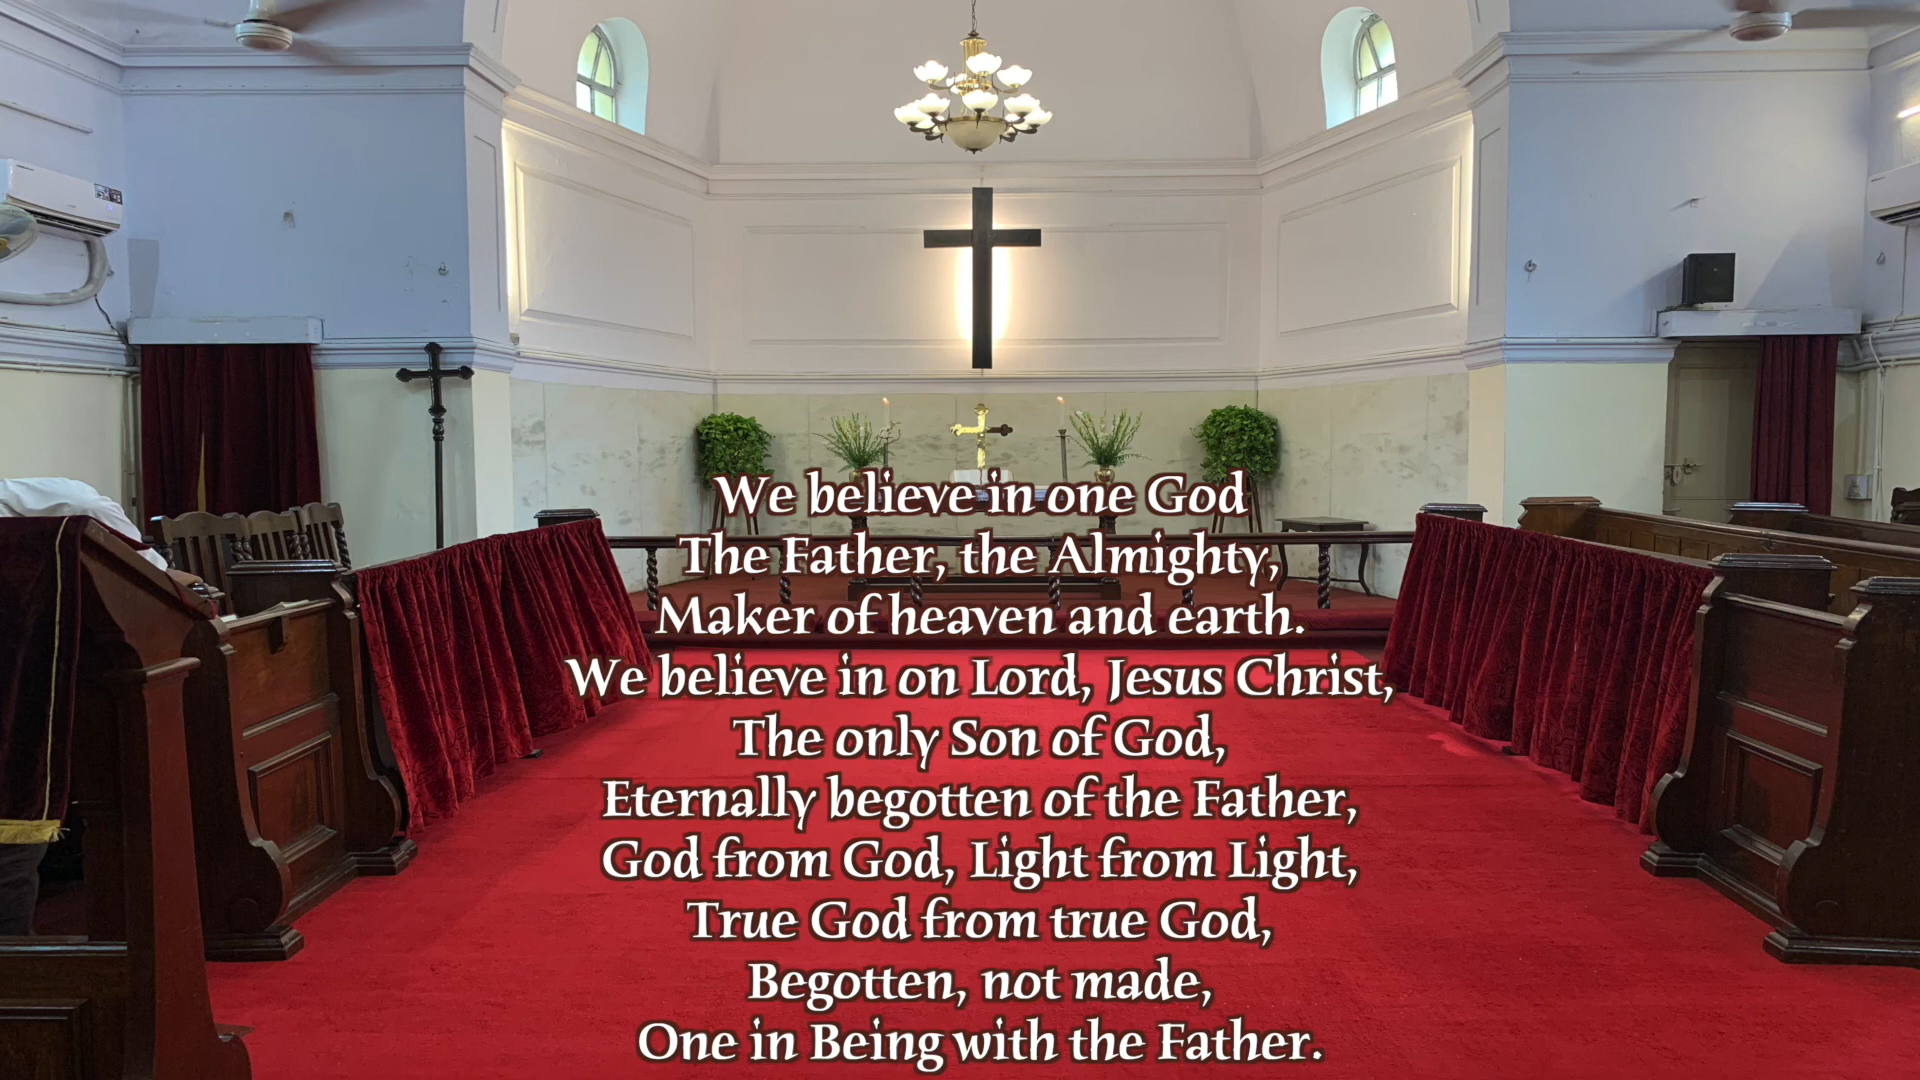 We believe in one God
The Father, the Almighty,
Maker of heaven and earth.
We believe in on Lord, Jesus Christ,
The only Son of God,
Eternally begotten of the Father,
God from God, Light from Light,
True God from true God,
Begotten, not made,
One in Being with the Father.